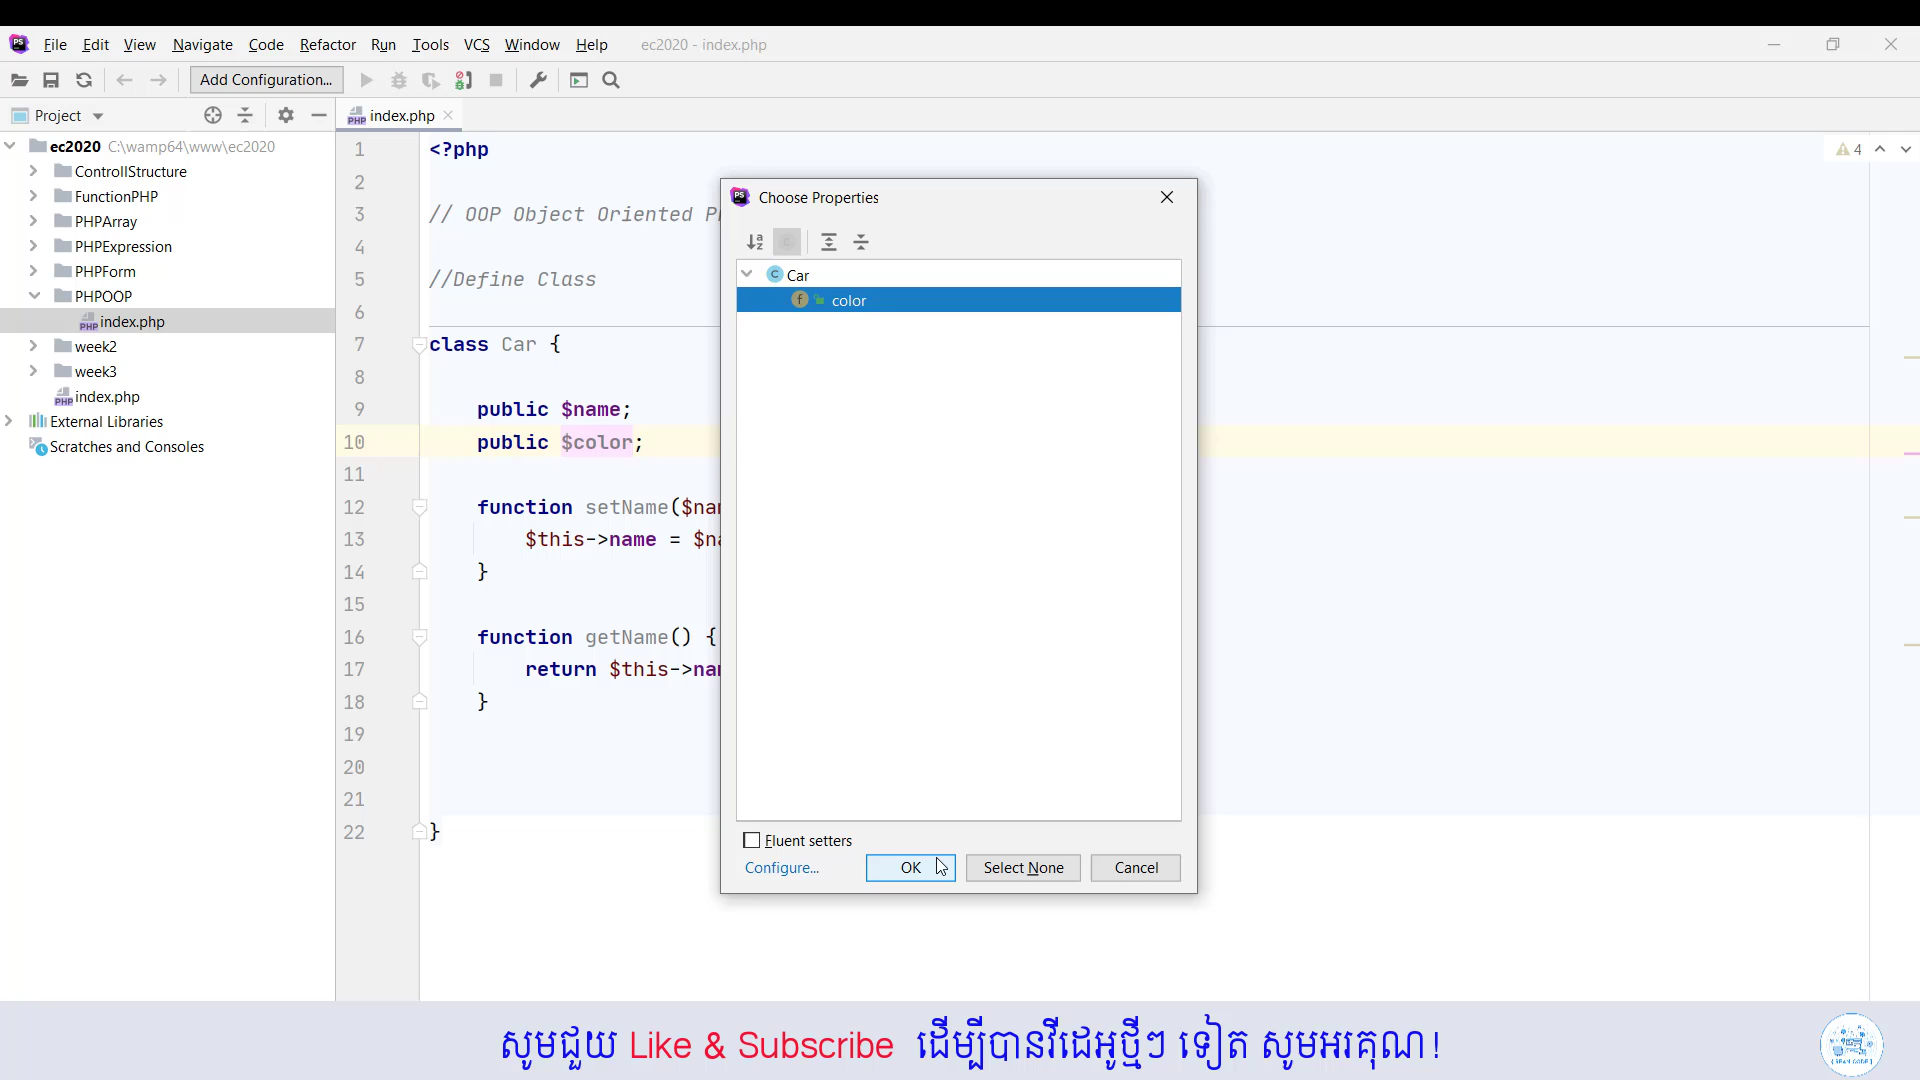 File Edit View Navigate Code Refactor Run Tools VCS Window Help ec2020 - index.php
Add Configuration...
Project
index.php
ec2020 C:\wamp64\www\ec2020
ControllStructure
FunctionPHP
PHPArray
PHPExpression
PHPForm
PHPOOP
index.php
week2
week3
index.php
External Libraries
Scratches and Consoles
4
1 <?php
2
3 // OOP Object Oriented
4
5 //Define Class
6
7 class Car {
8
9 public $name;
10 public $color;
11
12 function setName($nam
13 $this->name = $na
14 }
15
16 function getName() {
17 return $this->nam
18 }
19
20
21
22 }
Choose Properties
Car
color
Fluent setters
Configure... OK Select None Cancel
សូមជួយ Like & Subscribe ដើម្បីបានវីដេអូថ្មីៗ ទៀត សូមអរគុណ!